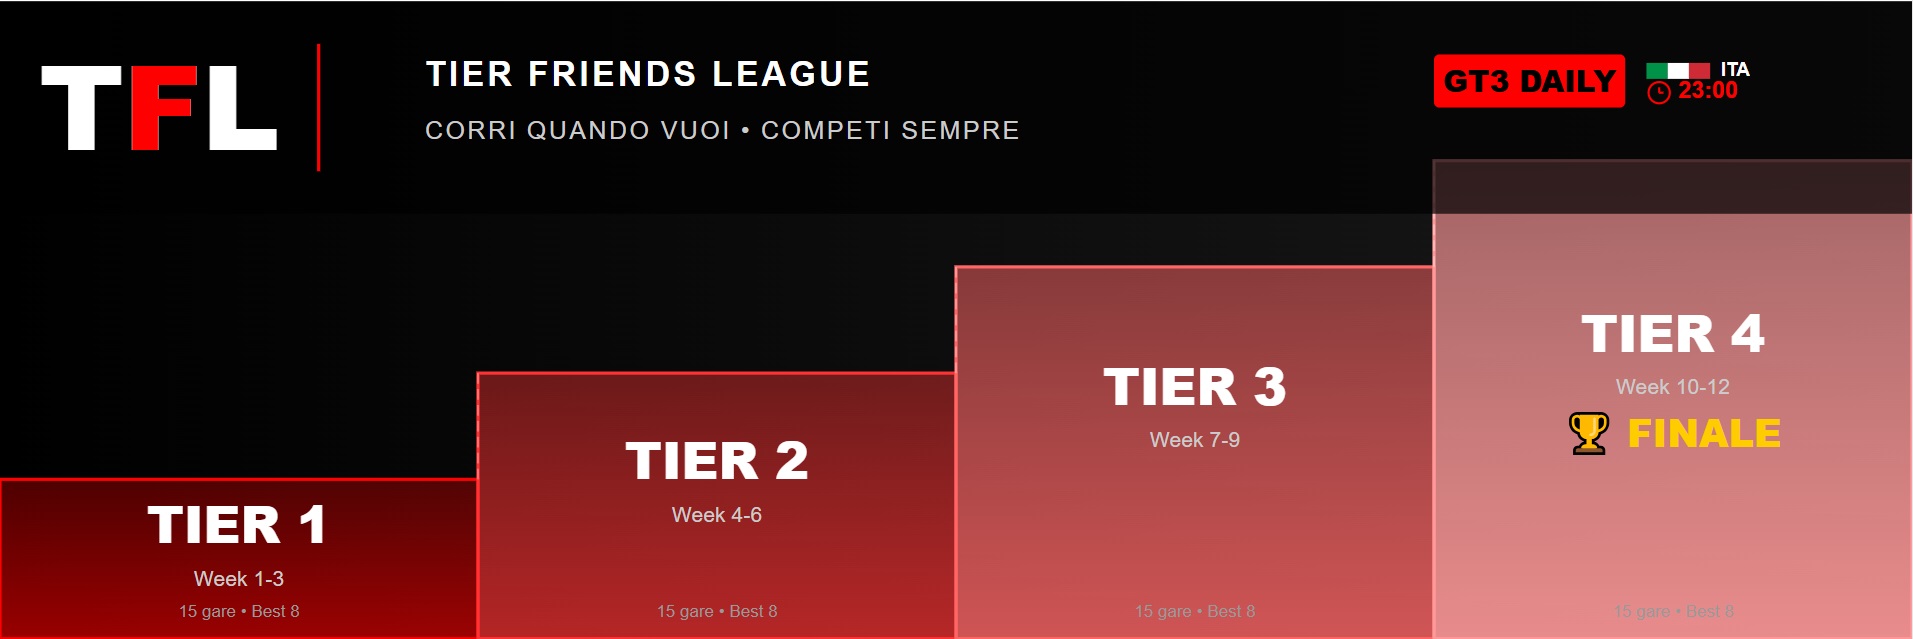 TFL
TIER FRIENDS LEAGUE
CORRI QUANDO VUOI • COMPETI SEMPRE
GT3 DAILY
ITA
23:00
TIER 1
Week 1-3
15 gare • Best 8
TIER 2
Week 4-6
15 gare • Best 8
TIER 3
Week 7-9
15 gare • Best 8
TIER 4
Week 10-12
FINALE
15 gare • Best 8